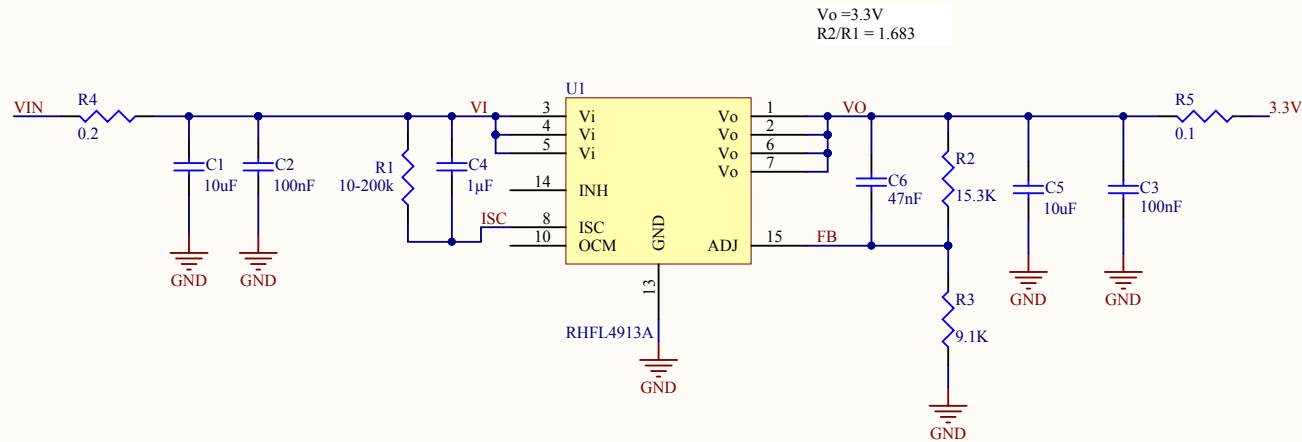 Vo =3.3V
R2/R1 = 1.683
U1
VIN
R4
0.2
VI
3
Vi
4
Vi
5
Vi
14
INH
ISC
8
ISC
10
OCM
GND
13
RHFL4913A
GND
1
Vo
2
Vo
6
Vo
7
Vo
15
ADJ
VO
FB
C1
10uF
GND
C2
100nF
GND
R1
10-200k
C4
1µF
C6
47nF
R2
15.3K
R3
9.1K
GND
C5
10uF
GND
C3
100nF
GND
R5
0.1
3.3V